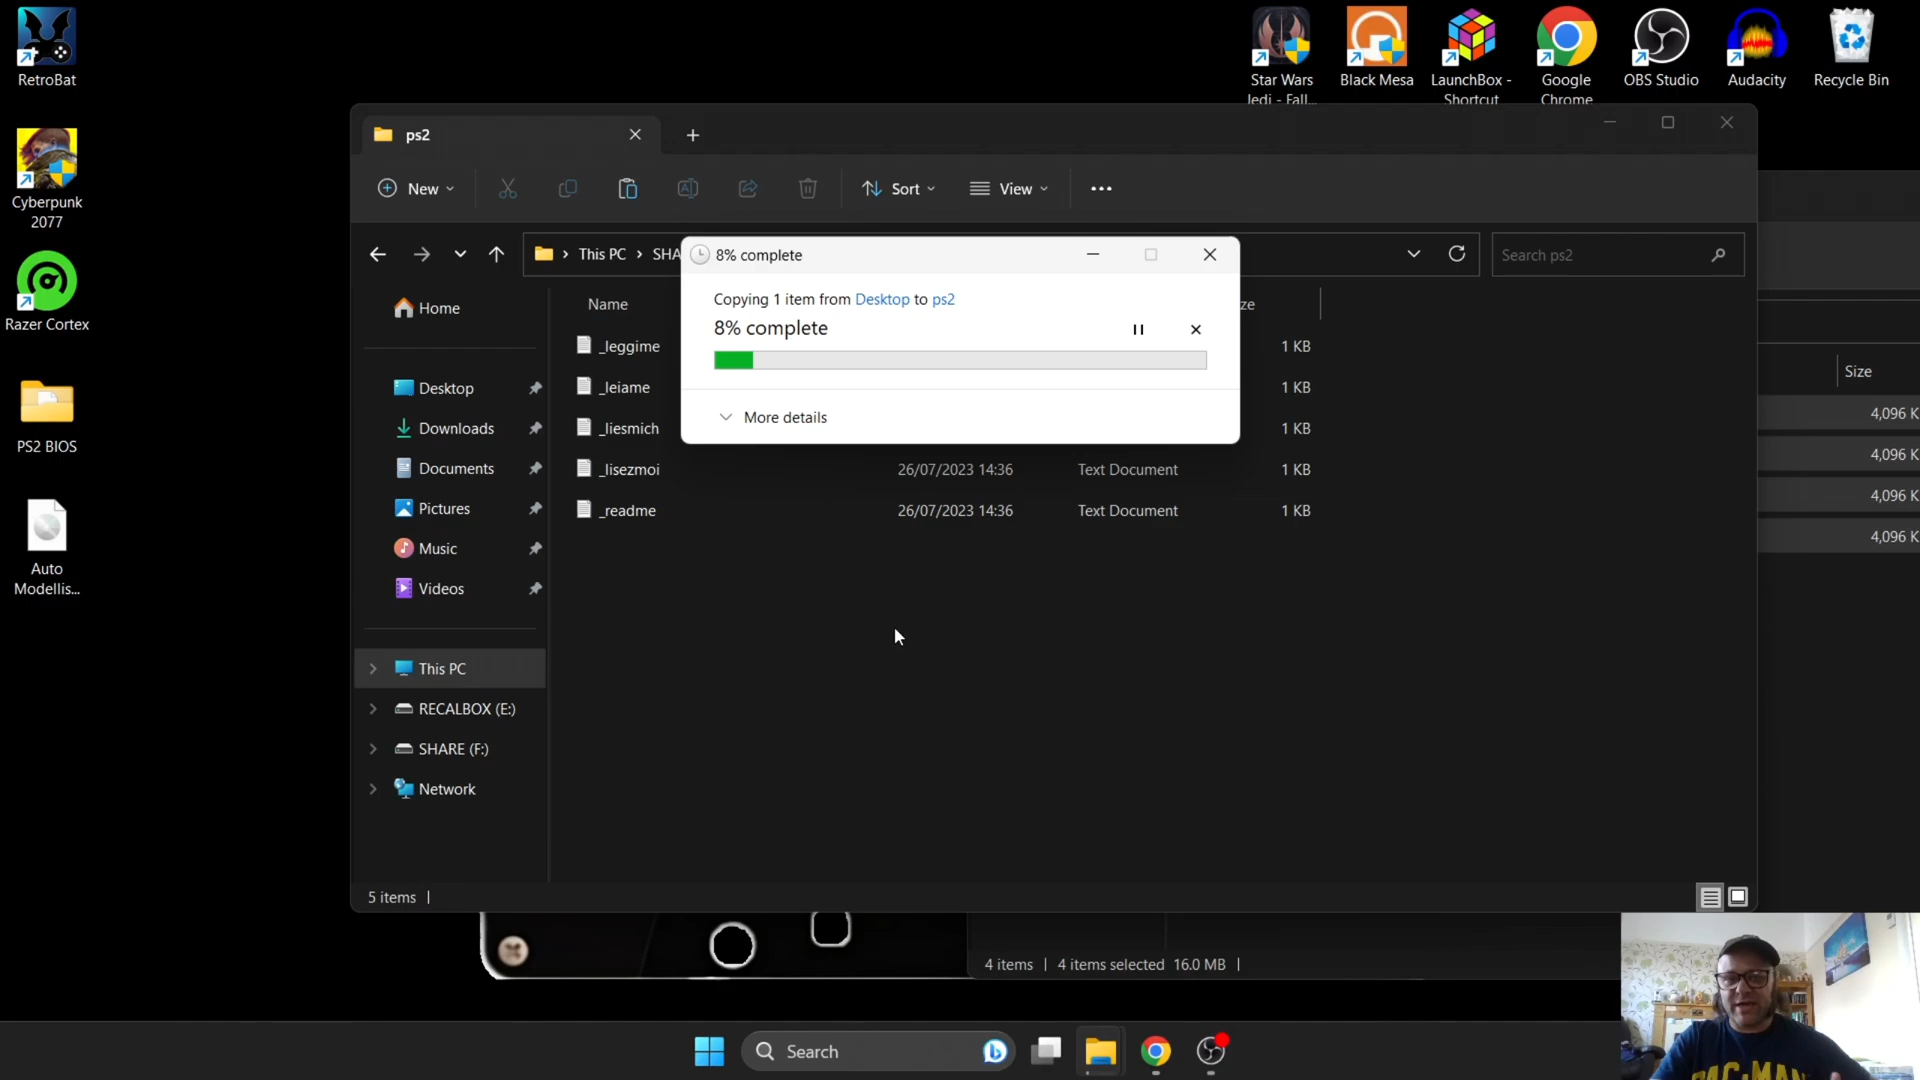 RetroBat
Cyberpunk
2077
Razer Cortex
PS2 BIOS
Auto
Modellis...
Star Wars
Jedi - Fall...
Black Mesa
LaunchBox -
Shortcut
Google
Chrome
OBS Studio
Audacity
Recycle Bin
ps2
New
Sort
View
This PC
SHA
Search ps2
8% complete
Copying 1 item from Desktop to ps2
8% complete
More details
Home
Desktop
Downloads
Documents
Pictures
Music
Videos
This PC
RECALBOX (E:)
SHARE (F:)
Network
Name
ze
_leggime 1 KB
_leiame 1 KB
_liesmich 1 KB
_lisezmoi 26/07/2023 14:36 Text Document 1 KB
_readme 26/07/2023 14:36 Text Document 1 KB
5 items
Size
4,096 K
4,096 K
4,096 K
4,096 K
4 items 4 items selected 16.0 MB
Search
PAC-MAN